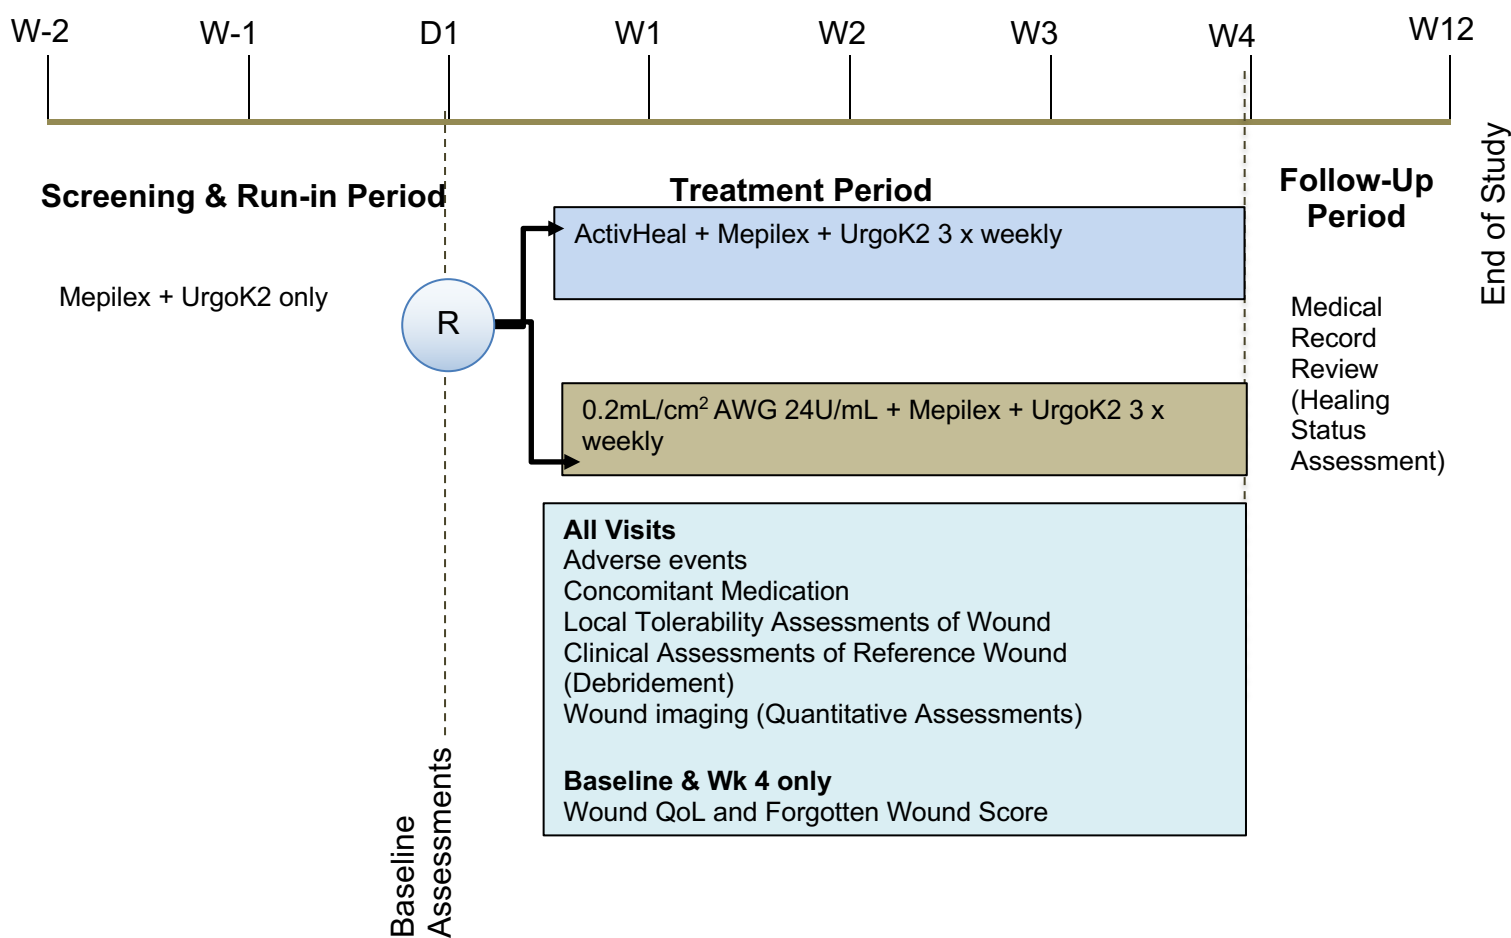 W-2
W-1
D1
W1
W2
W3
W4
W12
End of Study
Screening & Run-in Period
Treatment Period
Follow-Up
Period
Mepilex + UrgoK2 only
R
ActivHeal + Mepilex + UrgoK2 3 x weekly
0.2mL/cm² AWG 24U/mL + Mepilex + UrgoK2 3 x
weekly
Medical
Record
Review
(Healing
Status
Assessment)
All Visits
Adverse events
Concomitant Medication
Local Tolerability Assessments of Wound
Clinical Assessments of Reference Wound
(Debridement)
Wound imaging (Quantitative Assessments)
Baseline & Wk 4 only
Wound QoL and Forgotten Wound Score
Baseline
Assessments